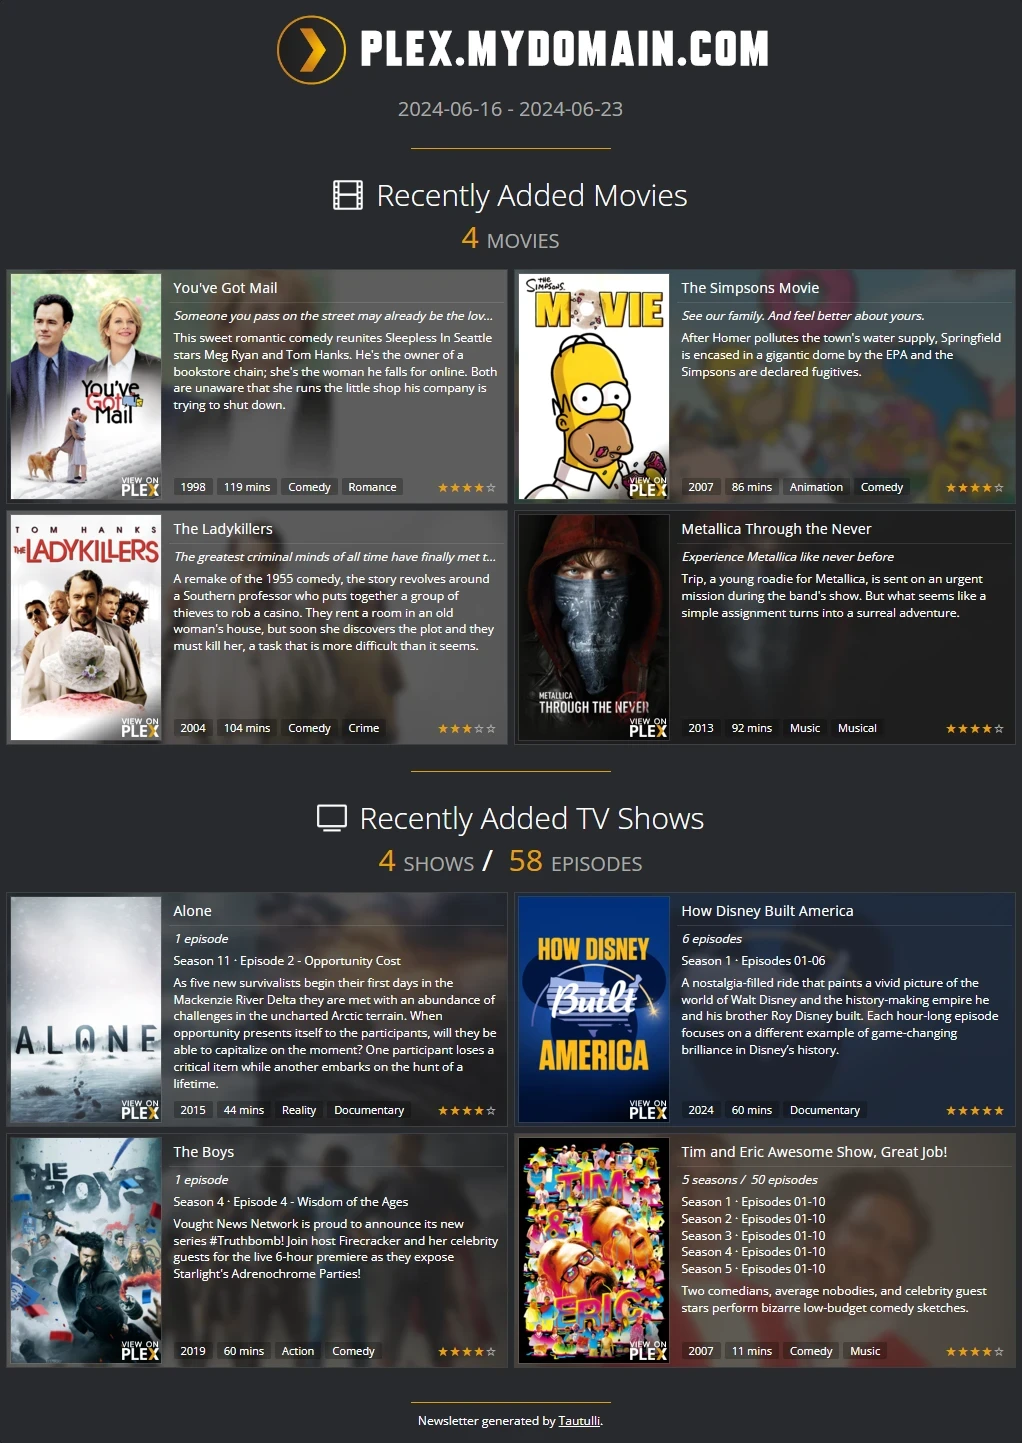 PLEX.MYDOMAIN.COM
2024-06-16 - 2024-06-23
Recently Added Movies
4 MOVIES
You've Got Mail
Someone you pass on the street may already be the lov...
This sweet romantic comedy reunites Sleepless In Seattle
stars Meg Ryan and Tom Hanks. He's the owner of a
bookstore chain; she's the woman he falls for online. Both
are unaware that she runs the little shop his company is
trying to shut down.
You've
Got
Mail
VIEW ON
PLEX
1998 119 mins Comedy Romance
The Simpsons Movie
See our family. And feel better about yours.
After Homer pollutes the town's water supply, Springfield
is encased in a gigantic dome by the EPA and the
Simpsons are declared fugitives.
THE
Simpsons
MOVIE
VIEW ON
PLEX
2007 86 mins Animation Comedy
The Ladykillers
The greatest criminal minds of all time have finally met t...
A remake of the 1955 comedy, the story revolves around
a Southern professor who puts together a group of
thieves to rob a casino. They rent a room in an old
woman's house, but soon she discovers the plot and they
must kill her, a task that is more difficult than it seems.
TOM HANKS
THE LADYKILLERS
VIEW ON
PLEX
2004 104 mins Comedy Crime
Metallica Through the Never
Experience Metallica like never before
Trip, a young roadie for Metallica, is sent on an urgent
mission during the band's show. But what seems like a
simple assignment turns into a surreal adventure.
METALLICA
THROUGH THE NEVER
VIEW ON
PLEX
2013 92 mins Music Musical
Recently Added TV Shows
4 SHOWS / 58 EPISODES
Alone
1 episode
Season 11 · Episode 2 - Opportunity Cost
As five new survivalists begin their first days in the
Mackenzie River Delta they are met with an abundance of
challenges in the uncharted Arctic terrain. When
opportunity presents itself to the participants, will they be
able to capitalize on the moment? One participant loses a
critical item while another embarks on the hunt of a
lifetime.
ALONE
VIEW ON
PLEX
2015 44 mins Reality Documentary
How Disney Built America
6 episodes
Season 1 · Episodes 01-06
A nostalgia-filled ride that paints a vivid picture of the
world of Walt Disney and the history-making empire he
and his brother Roy Disney built. Each hour-long episode
focuses on a different example of game-changing
brilliance in Disney’s history.
HOW DISNEY
Built
AMERICA
VIEW ON
PLEX
2024 60 mins Documentary
The Boys
1 episode
Season 4 · Episode 4 - Wisdom of the Ages
Vought News Network is proud to announce its new
series #Truthbomb! Join host Firecracker and her celebrity
guests for the live 6-hour premiere as they expose
Starlight's Adrenochrome Parties!
THE
BOYS
VIEW ON
PLEX
2019 60 mins Action Comedy
Tim and Eric Awesome Show, Great Job!
5 seasons / 50 episodes
Season 1 · Episodes 01-10
Season 2 · Episodes 01-10
Season 3 · Episodes 01-10
Season 4 · Episodes 01-10
Season 5 · Episodes 01-10
Two comedians, average nobodies, and celebrity guest
stars perform bizarre low-budget comedy sketches.
TIM
&
ERIC
VIEW ON
PLEX
2007 11 mins Comedy Music
Newsletter generated by Tautulli.